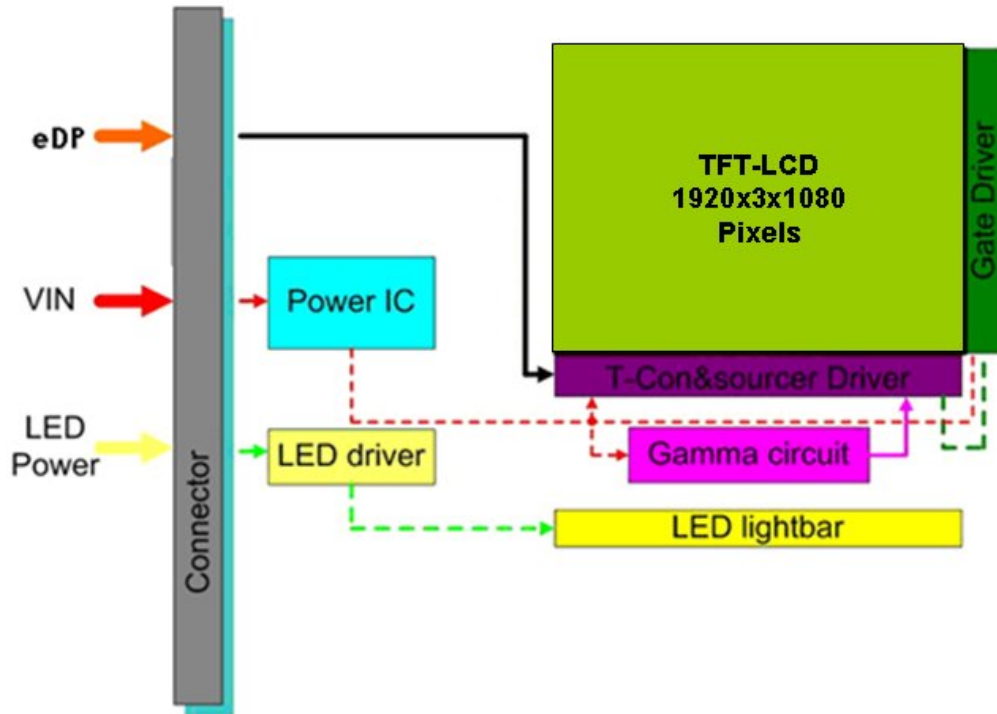 eDP
VIN
LED
Power
Connector
Power IC
LED driver
TFT-LCD
1920x3x1080
Pixels
Gate Driver
T-Con&sourcer Driver
Gamma circuit
LED lightbar